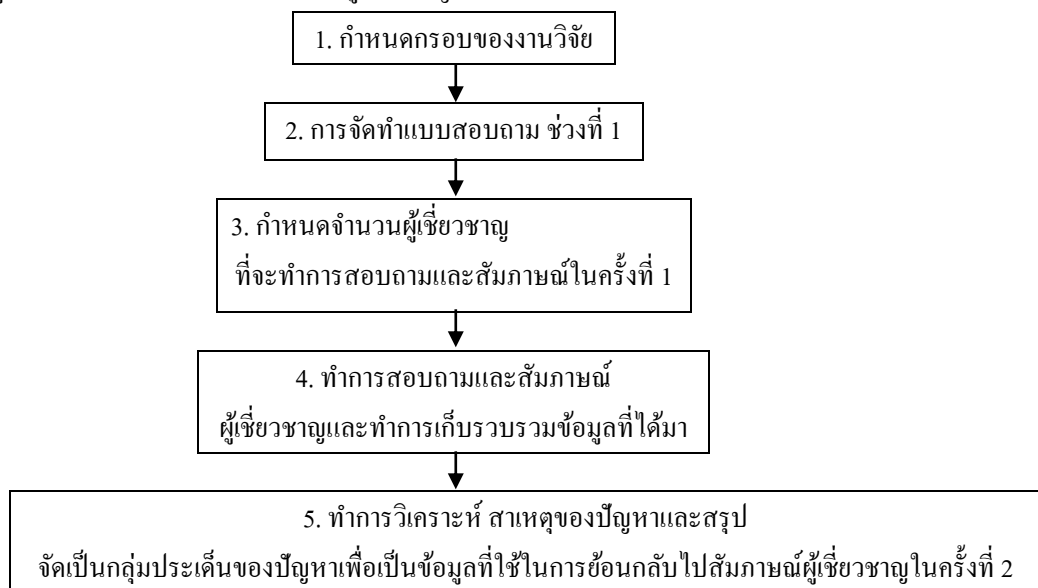 1. กำหนดกรอบของงานวิจัย
2. การจัดทำแบบสอบถาม ช่วงที่ 1
3. กำหนดจำนวนผู้เชี่ยวชาญ
ที่จะทำการสอบถามและสัมภาษณ์ในครั้งที่ 1
4. ทำการสอบถามและสัมภาษณ์
ผู้เชี่ยวชาญและทำการเก็บรวบรวมข้อมูลที่ได้มา
5. ทำการวิเคราะห์ สาเหตุของปัญหาและสรุป
จัดเป็นกลุ่มประเด็นของปัญหาเพื่อเป็นข้อมูลที่ใช้ในการย้อนกลับไปสัมภาษณ์ผู้เชี่ยวชาญในครั้งที่ 2